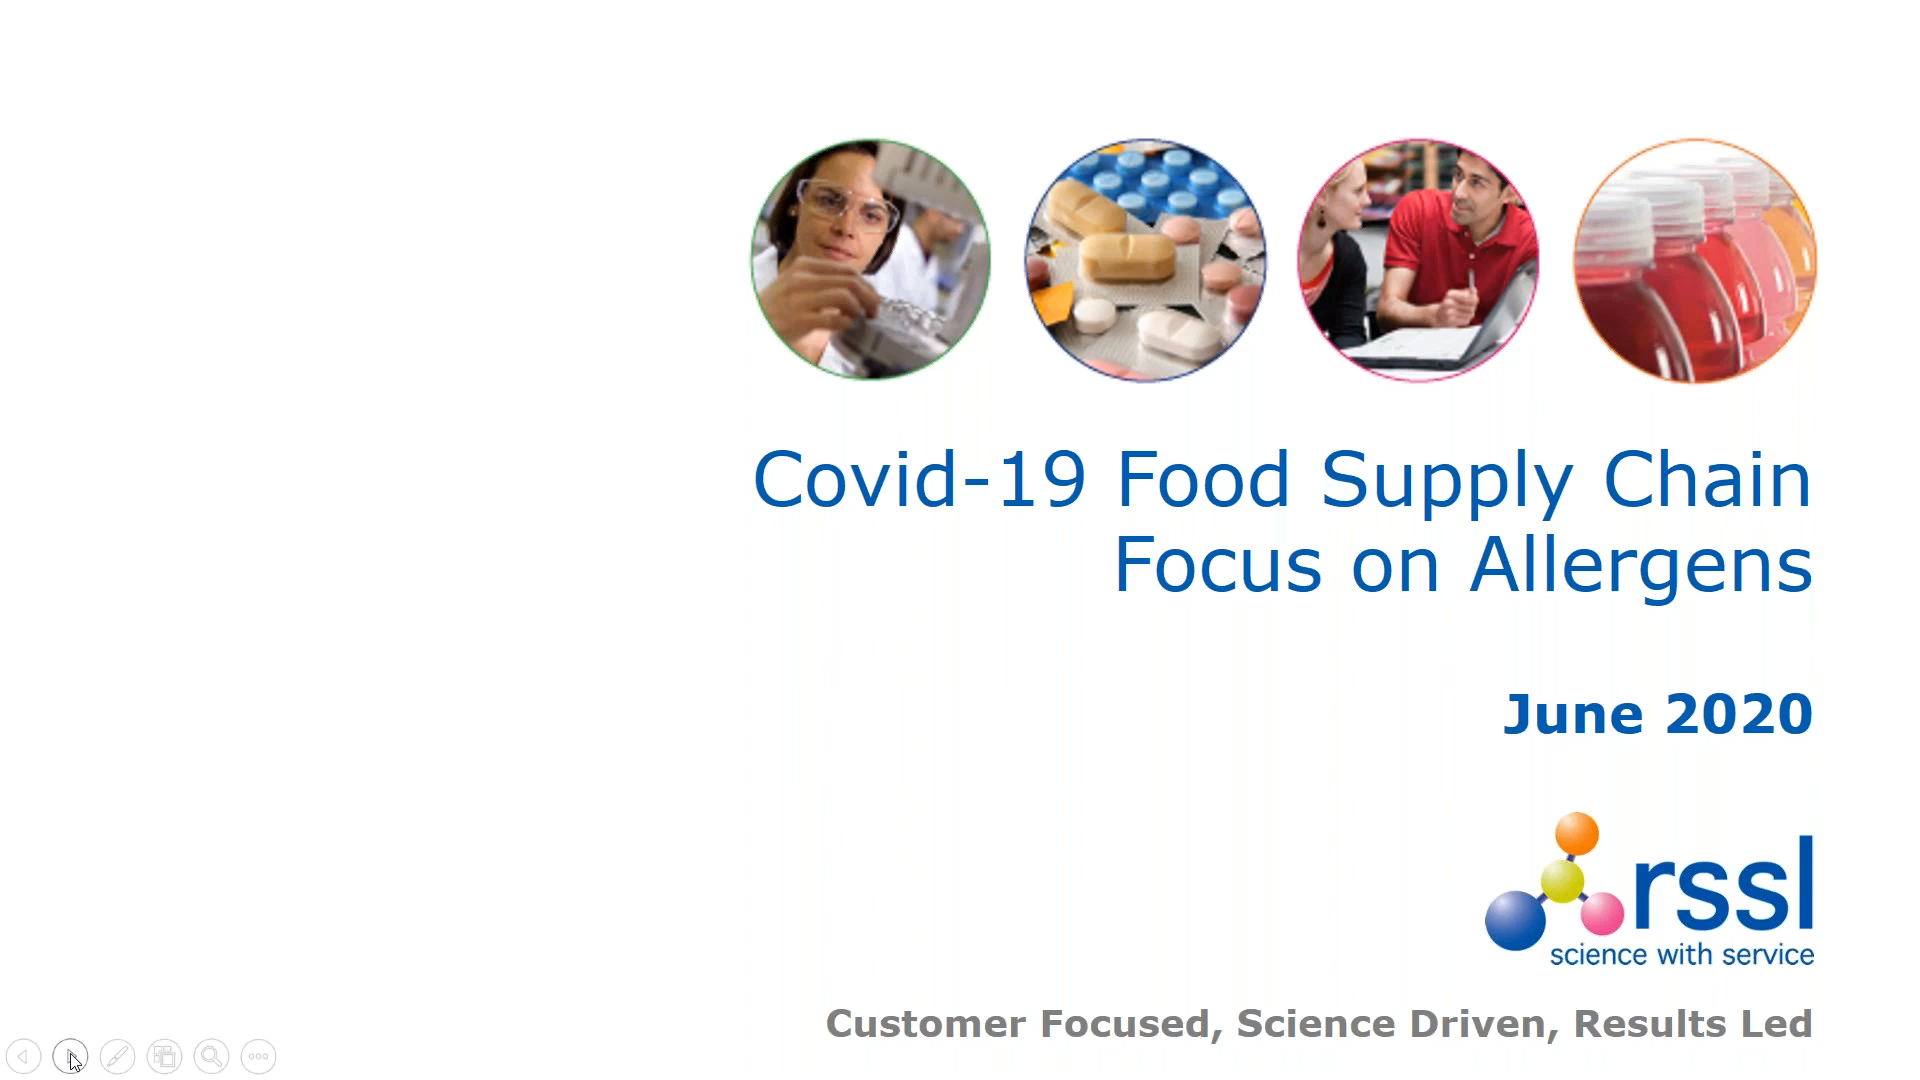 Covid-19 Food Supply Chain
Focus on Allergens
June 2020
rssl
science with service
Customer Focused, Science Driven, Results Led